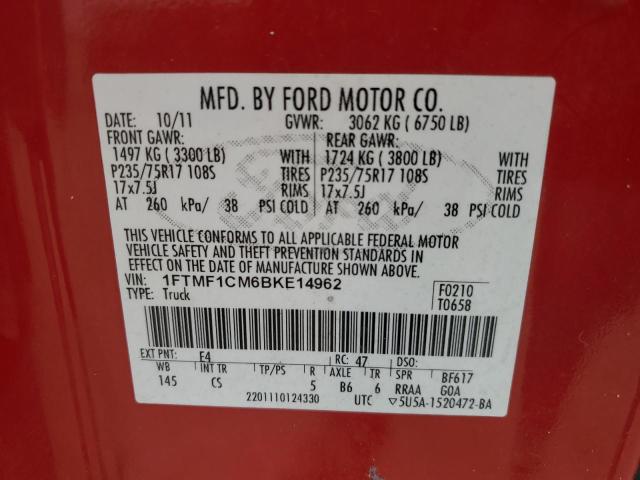 MFD. BY FORD MOTOR CO.
DATE: 10/11 GVWR: 3062 KG ( 6750 LB)
FRONT GAWR: REAR GAWR:
1497 KG ( 3300 LB) WITH 1724 KG ( 3800 LB) WITH
P235/75R17 108S TIRES P235/75R17 108S TIRES
17x7.5J RIMS 17x7.5J RIMS
AT 260 kPa/ 38 PSI COLD AT 260 kPa/ 38 PSI COLD
THIS VEHICLE CONFORMS TO ALL APPLICABLE FEDERAL MOTOR
VEHICLE SAFETY AND THEFT PREVENTION STANDARDS IN
EFFECT ON THE DATE OF MANUFACTURE SHOWN ABOVE.
VIN: 1FTMF1CM6BKE14962 F0210
TYPE: Truck T0658
EXT PNT: E4 RC: 47 DSO:
WB INT TR TP/PS R AXLE TR SPR BF617
145 CS 5 B6 6 RRAA GOA
2201110124330 UTC ▽5U5A-1520472-BA